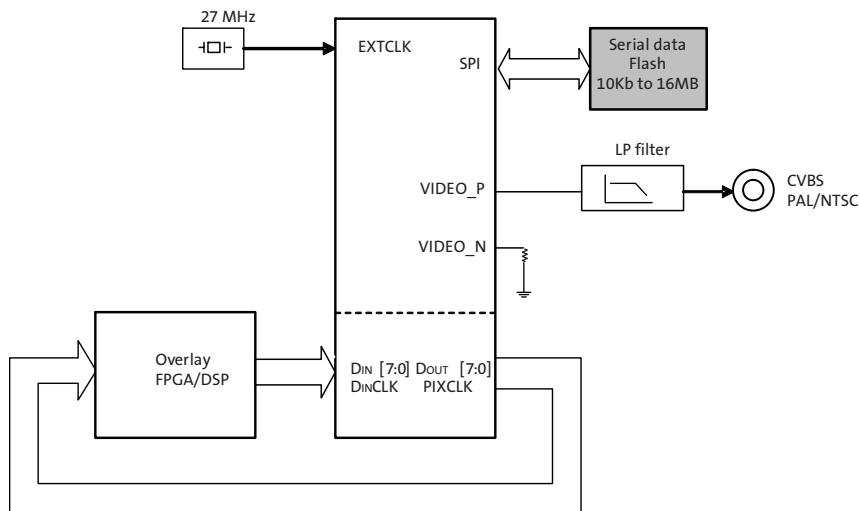 27 MHz
EXTCLK
SPI
Serial data
Flash
10Kb to 16MB
LP filter
VIDEO_P
CVBS
PAL/NTSC
VIDEO_N
Overlay
FPGA/DSP
DIN [7:0] DOUT [7:0]
DINCLK PIXCLK